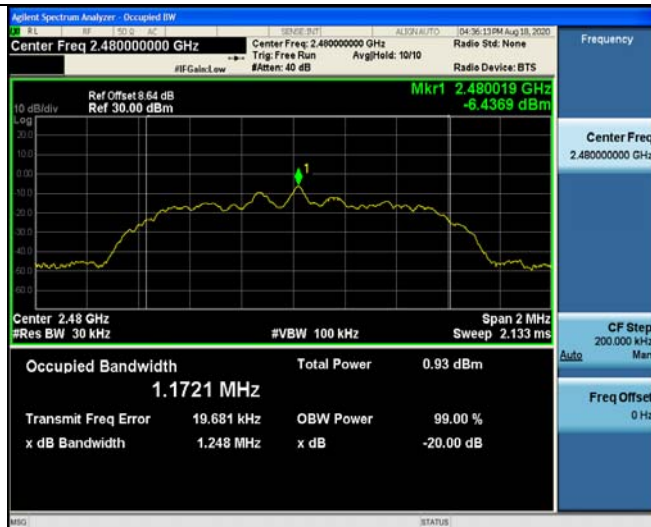 Agilent Spectrum Analyzer - Occupied BW
RL RF 50 Ω AC SENSE:INT ALIGN AUTO 04:36:13 PM Aug 18, 2020
Center Freq 2.480000000 GHz
Center Freq: 2.480000000 GHz
Radio Std: None
Trig: Free Run Avg|Hold: 10/10
#IFGain:Low #Atten: 40 dB Radio Device: BTS
Ref Offset 8.64 dB
Mkr1 2.480019 GHz
10 dB/div Ref 30.00 dBm -6.4369 dBm
Log
20.0
10.0
0.00
-10.0
-20.0
-30.0
-40.0
-50.0
-60.0
1
Center 2.48 GHz Span 2 MHz
#Res BW 30 kHz #VBW 100 kHz Sweep 2.133 ms
Occupied Bandwidth Total Power 0.93 dBm
1.1721 MHz
Transmit Freq Error 19.681 kHz OBW Power 99.00 %
x dB Bandwidth 1.248 MHz x dB -20.00 dB
MSG STATUS
Frequency
Center Freq
2.480000000 GHz
CF Step
200.000 kHz
Auto Man
Freq Offset
0 Hz